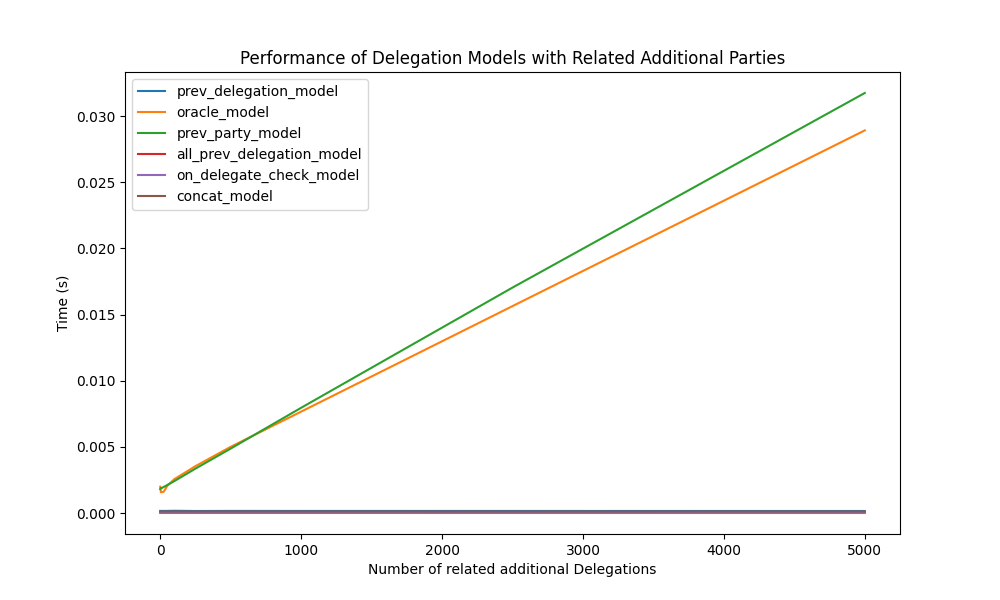 Performance of Delegation Models with Related Additional Parties
prev_delegation_model
oracle_model
prev_party_model
all_prev_delegation_model
on_delegate_check_model
concat_model
0.030
0.025
0.020
0.015
0.010
0.005
0.000
Time (s)
0 1000 2000 3000 4000 5000
Number of related additional Delegations